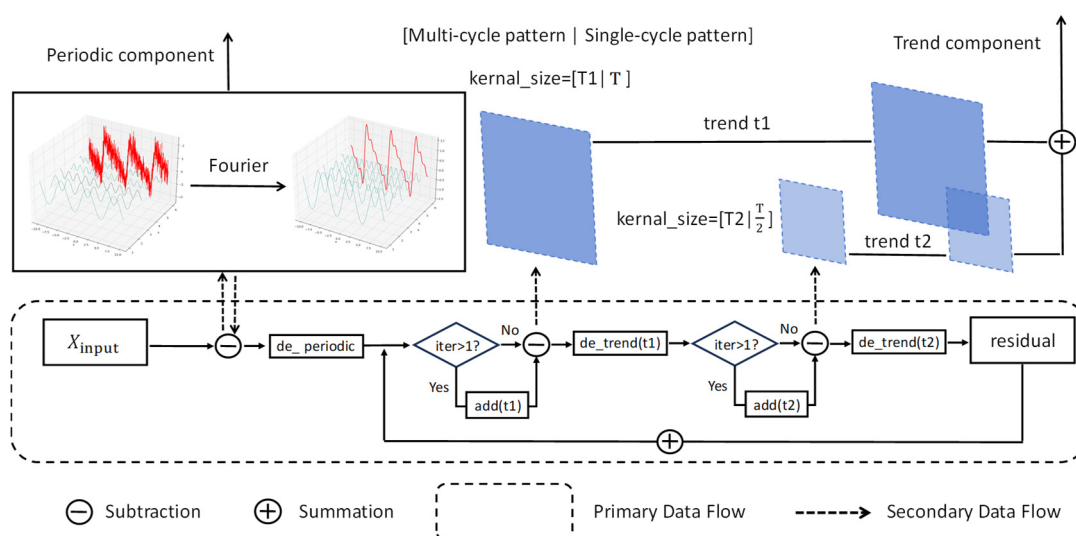 Periodic component
[Multi-cycle pattern | Single-cycle pattern]
Trend component
kernal_size=[T1| T ]
trend t1
Fourier
kernal_size=[T2|T/2]
trend t2
X_input
de_ periodic
iter>1?
No
de_trend(t1)
iter>1?
No
de_trend(t2)
residual
Yes
add(t1)
Yes
add(t2)
Subtraction
Summation
Primary Data Flow
Secondary Data Flow